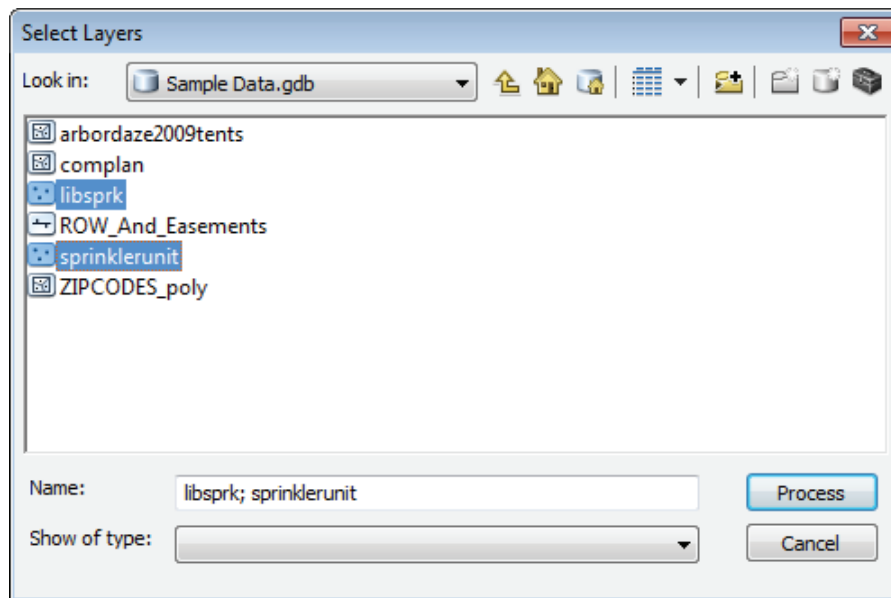 Select Layers
Look in: Sample Data.gdb
arbordaze2009tents
complan
libsprk
ROW_And_Easements
sprinklerunit
ZIPCODES_poly
Name: libsprk; sprinklerunit Process
Show of type: Cancel